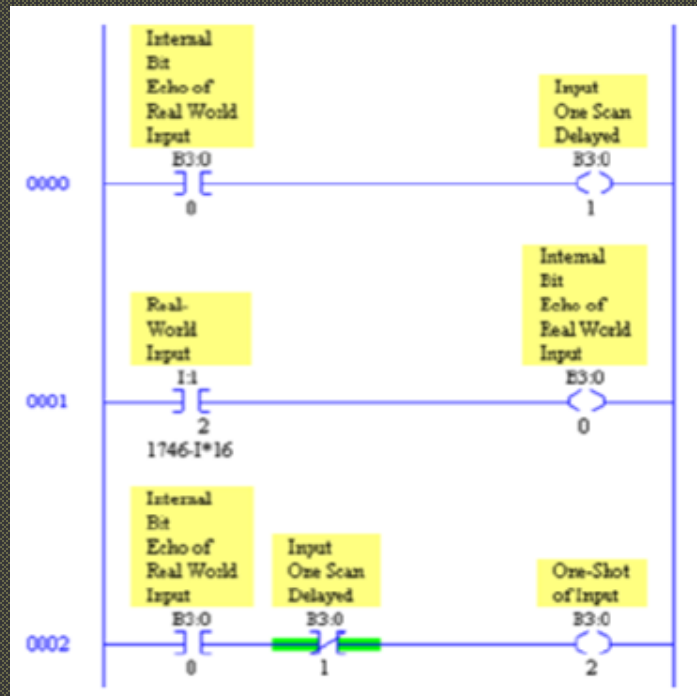 Internal
Bit
Echo of
Real World
Input
B3:0
0
Input
One Scan
Delayed
B3:0
1
0000
Real-
World
Input
I:1
2
1746-I*16
Internal
Bit
Echo of
Real World
Input
B3:0
0
0001
Internal
Bit
Echo of
Real World
Input
B3:0
0
Input
One Scan
Delayed
B3:0
1
One-Shot
of Input
B3:0
2
0002